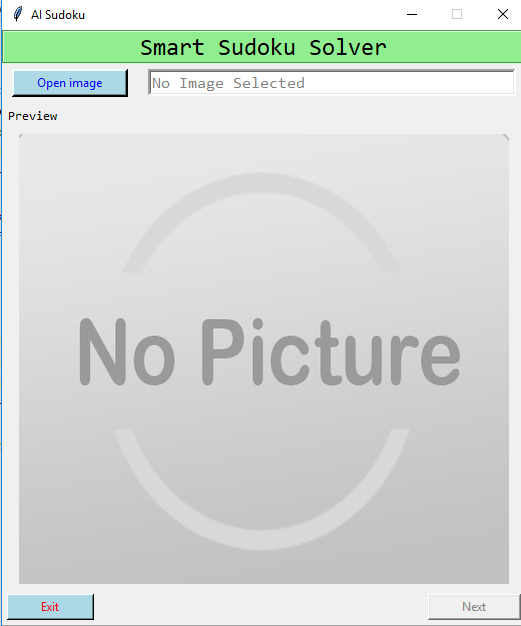 AI Sudoku
Smart Sudoku Solver
Open image
No Image Selected
Preview
No Picture
Exit
Next